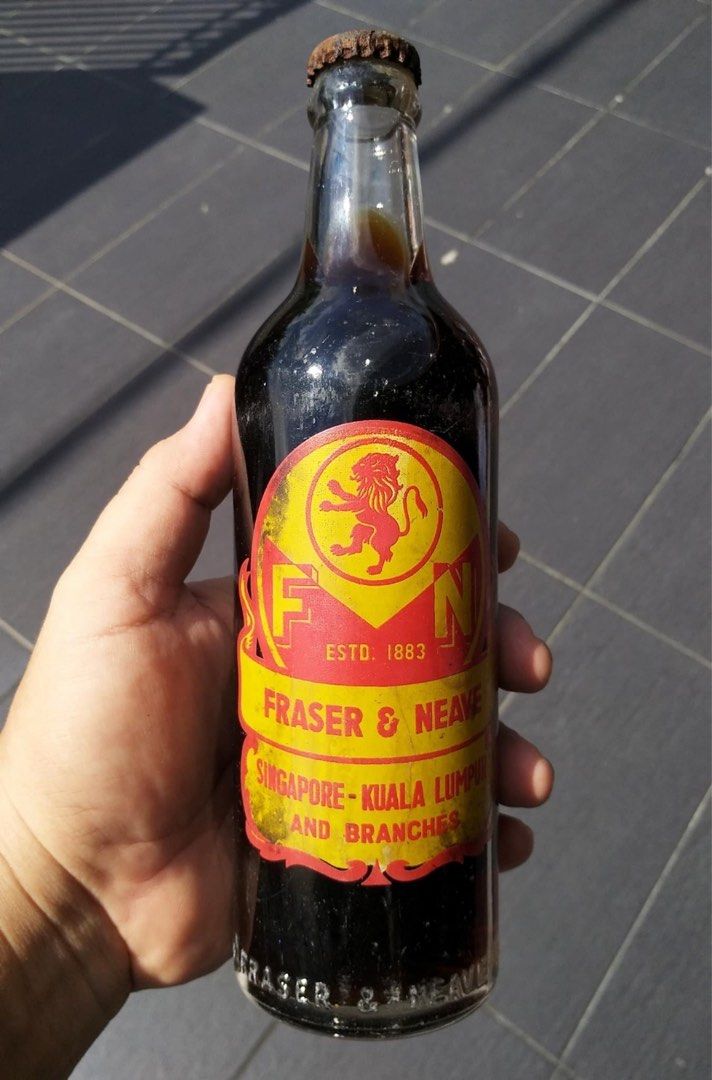 F N
ESTD. 1883
FRASER & NEAVE
SINGAPORE - KUALA LUMPUR
AND BRANCHES
FRASER & NEAVE